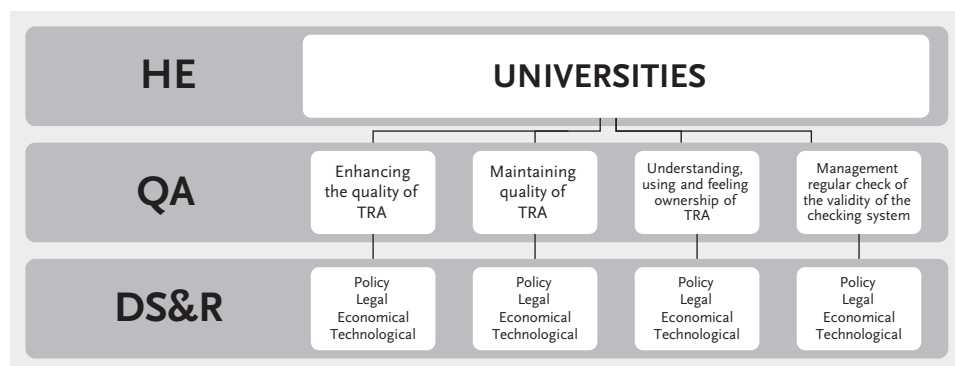 HE
UNIVERSITIES
QA
Enhancing
the quality of
TRA
Maintaining
quality of
TRA
Understanding,
using and feeling
ownership of
TRA
Management
regular check of
the validity of the
checking system
DS&R
Policy
Legal
Economical
Technological
Policy
Legal
Economical
Technological
Policy
Legal
Economical
Technological
Policy
Legal
Economical
Technological